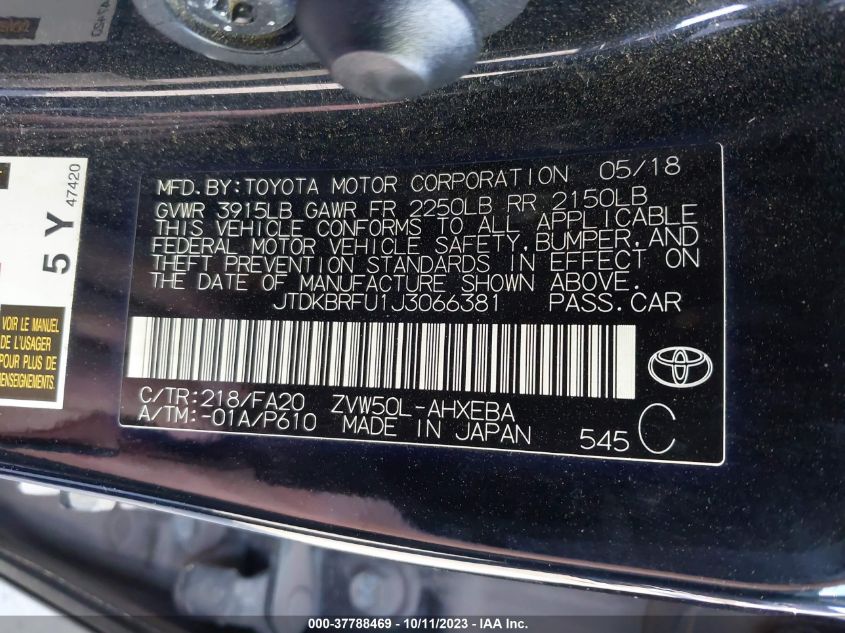 MFD.BY:TOYOTA MOTOR CORPORATION 05/18
GVWR 3915LB GAWR FR 2250LB RR 2150LB
THIS VEHICLE CONFORMS TO ALL APPLICABLE
FEDERAL MOTOR VEHICLE SAFETY, BUMPER, AND
THEFT PREVENTION STANDARDS IN EFFECT ON
THE DATE OF MANUFACTURE SHOWN ABOVE.
JTDKBRFU1J3066381 PASS.CAR
C/TR:218/FA20 ZVW50L-AHXEBA
A/TM:-01A/P610 MADE IN JAPAN 545 C
5 Y 47420
VOIR LE MANUEL
DE L'USAGER
POUR PLUS DE
RENSEIGNEMENTS.
000-37788469 - 10/11/2023 - IAA Inc.